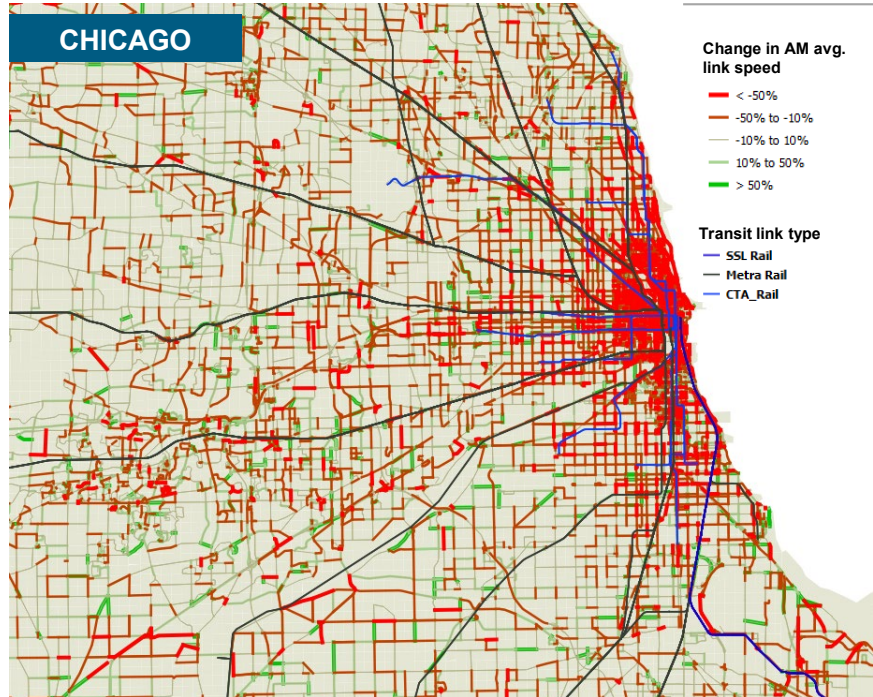 CHICAGO
Change in AM avg.
link speed
< -50%
-50% to -10%
-10% to 10%
10% to 50%
> 50%
Transit link type
SSL Rail
Metra Rail
CTA_Rail